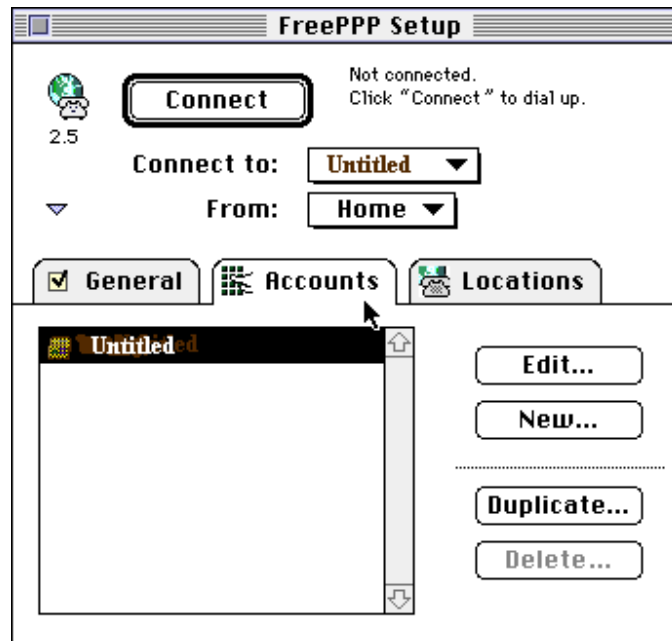 FreePPP Setup
Not connected.
Connect
Click “Connect” to dial up.
2.5
Connect to: Untitled
From: Home
General Accounts Locations
Untitled
Edit...
New...
Duplicate...
Delete...